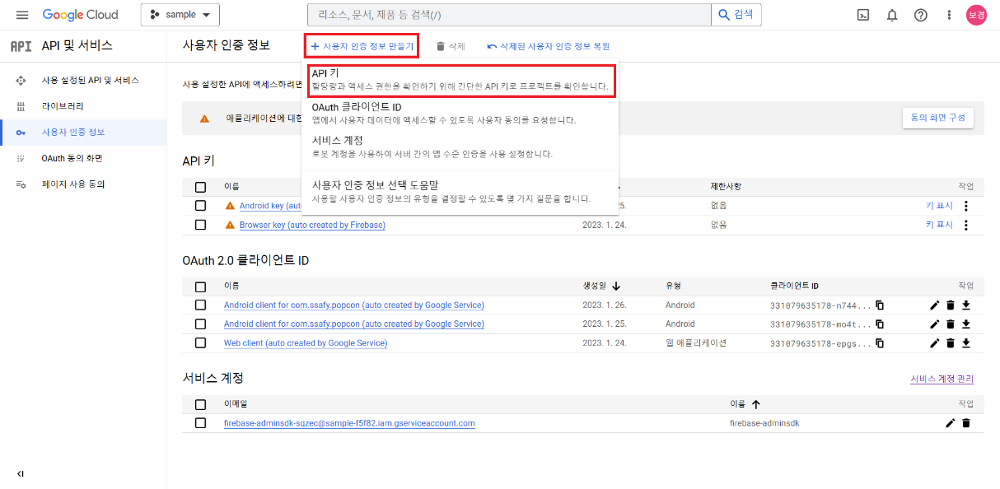 Google Cloud
sample
리소스, 문서, 제품 등 검색(/)
검색
보경
API API 및 서비스
사용 설정된 API 및 서비스
라이브러리
사용자 인증 정보
OAuth 동의 화면
페이지 사용 동의
사용자 인증 정보
+ 사용자 인증 정보 만들기
삭제
삭제된 사용자 인증 정보 복원
사용 설정한 API에 액세스하려면
애플리케이션에 대한
동의 화면 구성
API 키
할당량과 액세스 권한을 확인하기 위해 간단한 API 키로 프로젝트를 확인합니다.
OAuth 클라이언트 ID
앱에서 사용자 데이터에 액세스할 수 있도록 사용자 동의를 요청합니다.
서비스 계정
로봇 계정을 사용하여 서버 간의 앱 수준 인증을 사용 설정합니다.
사용자 인증 정보 선택 도움말
사용할 사용자 인증 정보의 유형을 결정할 수 있도록 몇 가지 질문을 합니다.
API 키
이름 제한사항 작업
Android key (aut 25. 없음 키 표시
Browser key (auto created by Firebase) 2023. 1. 24. 없음 키 표시
OAuth 2.0 클라이언트 ID
이름 생성일 유형 클라이언트 ID 작업
Android client for com.ssafy.popcon (auto created by Google Service) 2023. 1. 26. Android 331079635178-n744...
Android client for com.ssafy.popcon (auto created by Google Service) 2023. 1. 25. Android 331079635178-mo4t...
Web client (auto created by Google Service) 2023. 1. 24. 웹 애플리케이션 331079635178-epgs...
서비스 계정
서비스 계정 관리
이메일 이름 작업
firebase-adminsdk-sqzec@sample-f5f82.iam.gserviceaccount.com firebase-adminsdk